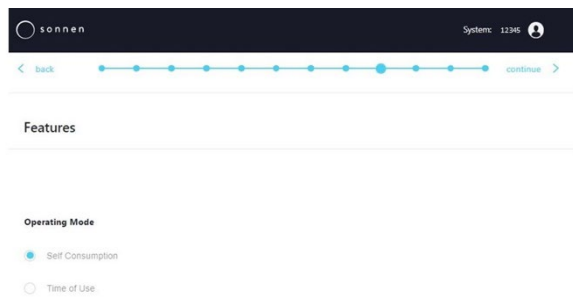 sonnen
System: 12345
back
continue
Features
Operating Mode
Self Consumption
Time of Use